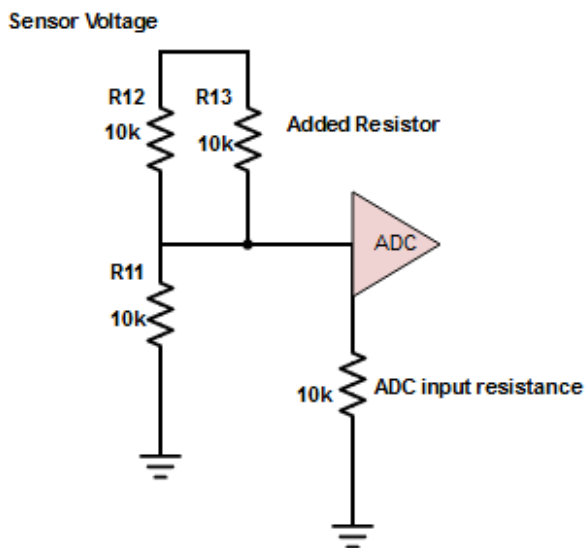 Sensor Voltage
R12
R13
10k
10k
Added Resistor
ADC
R11
10k
10k
ADC input resistance